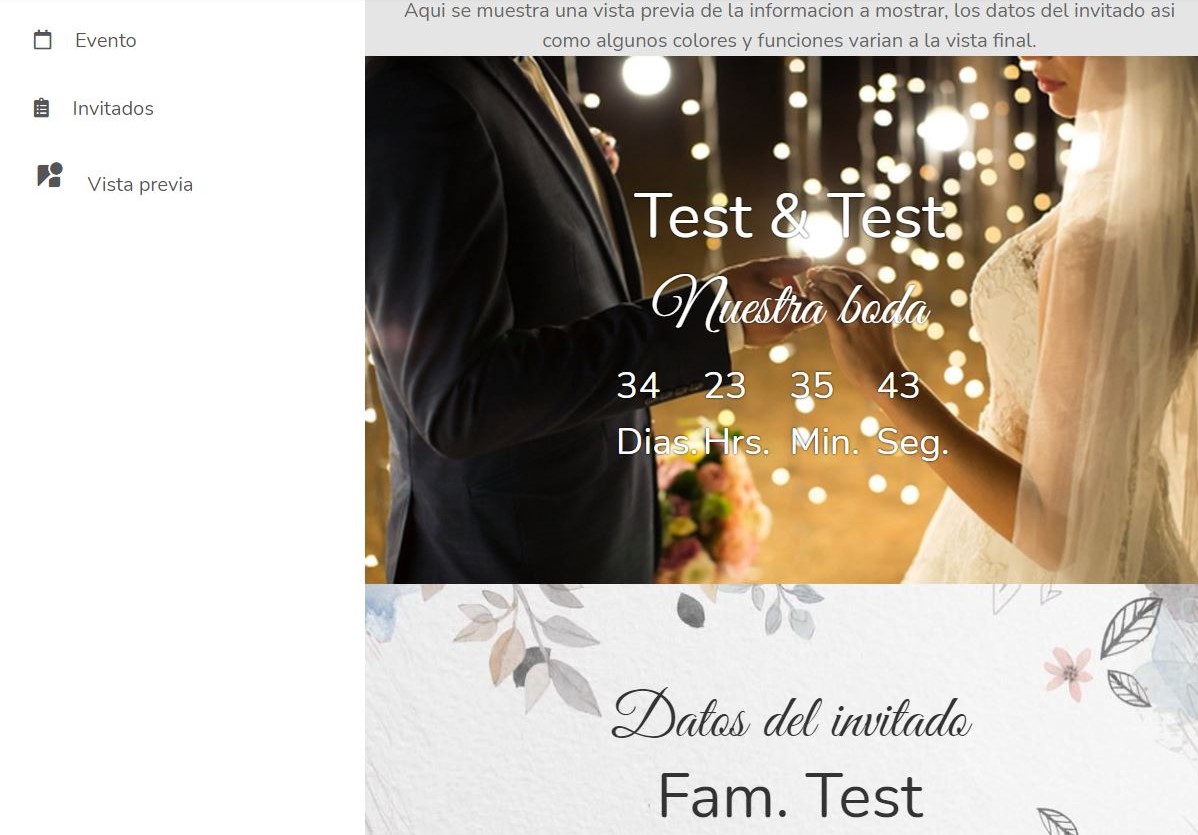 Evento
Invitados
Vista previa
Aqui se muestra una vista previa de la informacion a mostrar, los datos del invitado asi
como algunos colores y funciones varian a la vista final.
Test & Test
Nuestra boda
34 23 35 43
Dias. Hrs. Min. Seg.
Datos del invitado
Fam. Test